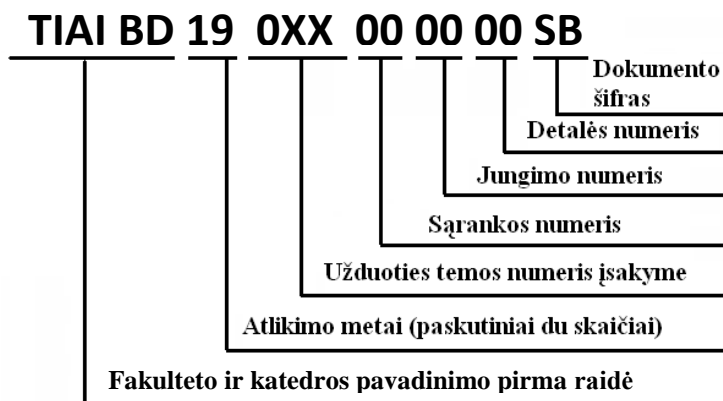 TIAI BD 19 0XX 00 00 00 SB
Dokumento
šifras
Detalės numeris
Jungimo numeris
Sąrankos numeris
Užduoties temos numeris įsakyme
Atlikimo metai (paskutiniai du skaičiai)
Fakulteto ir katedros pavadinimo pirma raidė